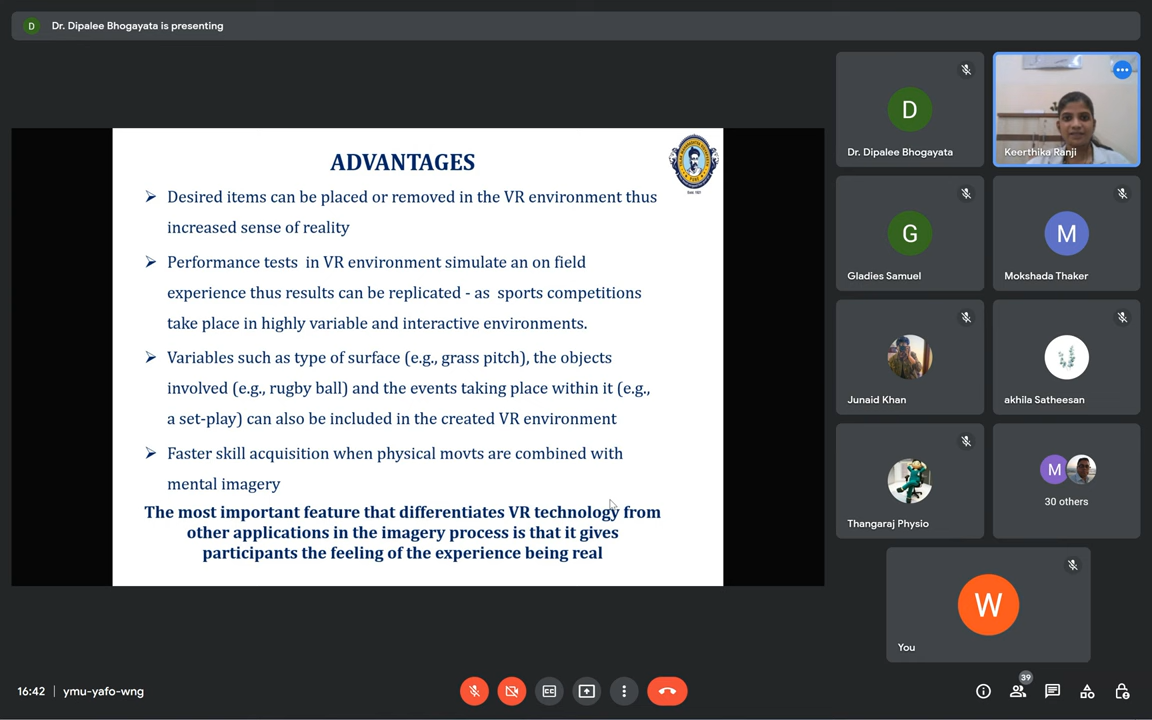 D Dr. Dipalee Bhogayata is presenting
ADVANTAGES
➢ Desired items can be placed or removed in the VR environment thus
increased sense of reality
➢ Performance tests in VR environment simulate an on field
experience thus results can be replicated - as sports competitions
take place in highly variable and interactive environments.
➢ Variables such as type of surface (e.g., grass pitch), the objects
involved (e.g., rugby ball) and the events taking place within it (e.g.,
a set-play) can also be included in the created VR environment
➢ Faster skill acquisition when physical movts are combined with
mental imagery
The most important feature that differentiates VR technology from
other applications in the imagery process is that it gives
participants the feeling of the experience being real
D
Dr. Dipalee Bhogayata
Keerthika Ranji
G
Gladies Samuel
M
Mokshada Thaker
Junaid Khan
akhila Satheesan
Thangaraj Physio
M
30 others
W
You
16:42 | ymu-yafo-wng
CC
39